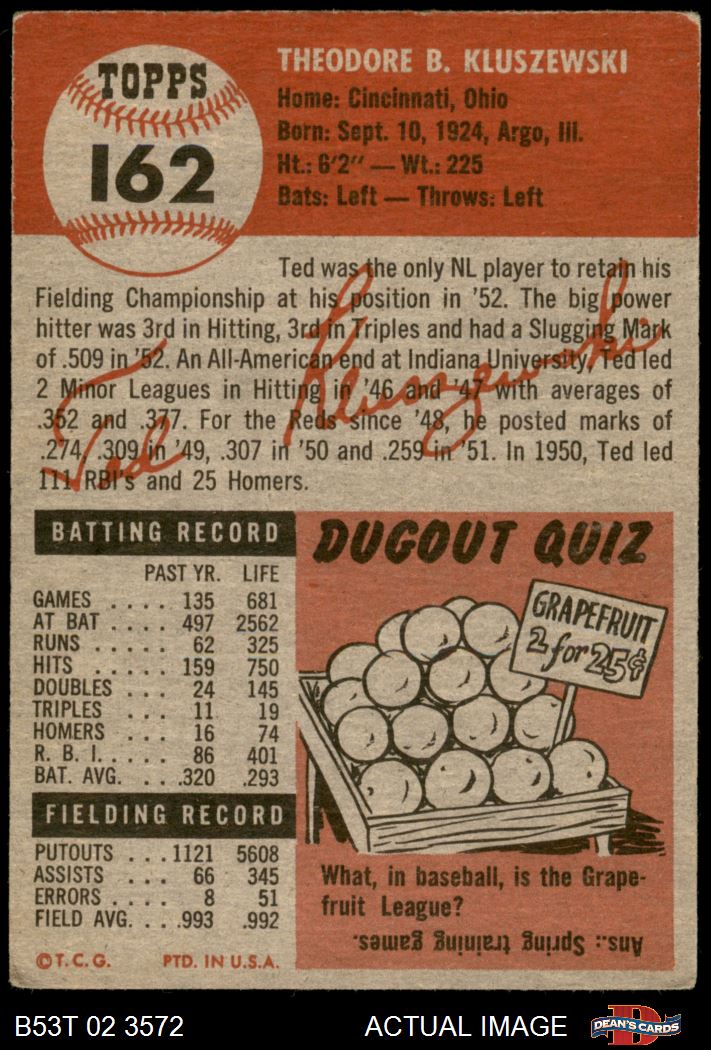 TOPPS
162
THEODORE B. KLUSZEWSKI
Home: Cincinnati, Ohio
Born: Sept. 10, 1924, Argo, Ill.
Ht.: 6'2" — Wt.: 225
Bats: Left — Throws: Left
Ted was the only NL player to retain his
Fielding Championship at his position in '52. The big power
hitter was 3rd in Hitting, 3rd in Triples and had a Slugging Mark
of .509 in '52. An All-American end at Indiana University, Ted led
2 Minor Leagues in Hitting in '46 and '47 with averages of
.352 and .377. For the Reds since '48, he posted marks of
.274, .309 in '49, .307 in '50 and .259 in '51. In 1950, Ted led
111 RBI's and 25 Homers.
Ted Kluszewski
BATTING RECORD
PAST YR. LIFE
GAMES .... 135 681
AT BAT .... 497 2562
RUNS ..... 62 325
HITS ..... 159 750
DOUBLES ... 24 145
TRIPLES ... 11 19
HOMERS ... 16 74
R. B. I. .... 86 401
BAT. AVG. ... .320 .293
FIELDING RECORD
PUTOUTS ... 1121 5608
ASSISTS ... 66 345
ERRORS .... 8 51
FIELD AVG. ... .993 .992
©T.C.G. PTD. IN U.S.A.
DUGOUT QUIZ
GRAPEFRUIT
2 for 25¢
What, in baseball, is the Grape-
fruit League?
Ans.: Spring training games.
B53T 02 3572 ACTUAL IMAGE
D
DEAN'S CARDS